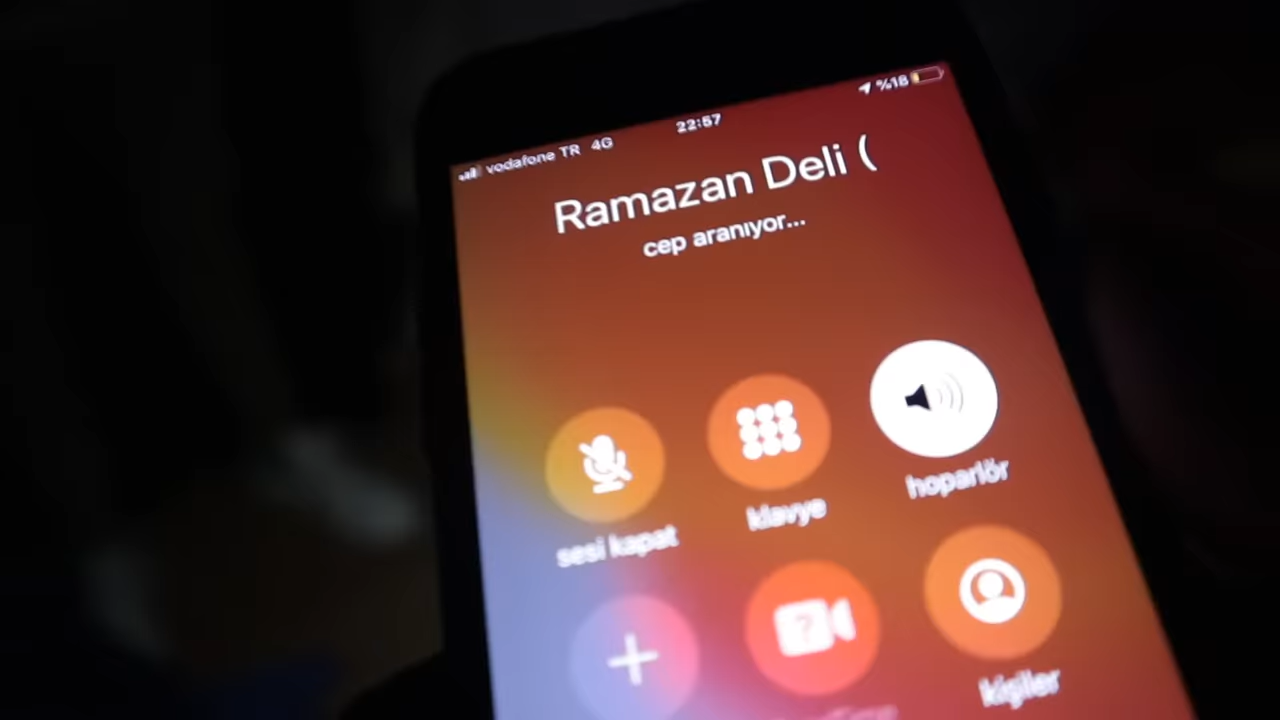 vodafone TR 4G 22:57 %18
Ramazan Deli (
cep aranıyor...
sesi kapat klavye hoparlör
kişiler